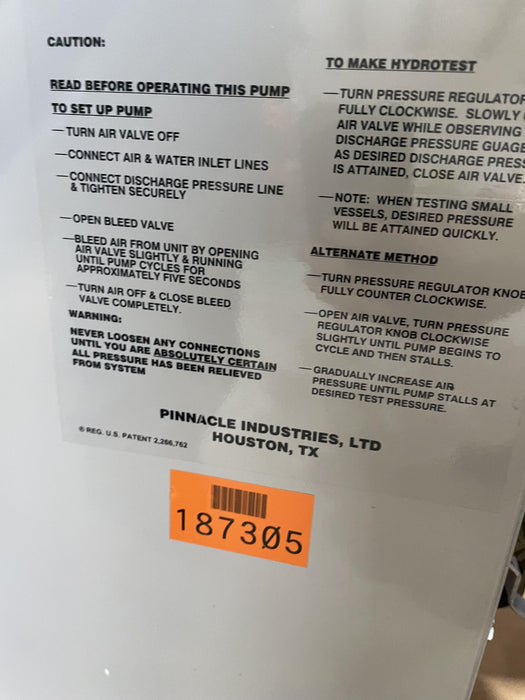 CAUTION:
READ BEFORE OPERATING THIS PUMP
TO SET UP PUMP
—TURN AIR VALVE OFF
—CONNECT AIR & WATER INLET LINES
—CONNECT DISCHARGE PRESSURE LINE
& TIGHTEN SECURELY
—OPEN BLEED VALVE
—BLEED AIR FROM UNIT BY OPENING
AIR VALVE SLIGHTLY & RUNNING
UNTIL PUMP CYCLES FOR
APPROXIMATELY FIVE SECONDS
—TURN AIR OFF & CLOSE BLEED
VALVE COMPLETELY.
WARNING:
NEVER LOOSEN ANY CONNECTIONS
UNTIL YOU ARE ABSOLUTELY CERTAIN
ALL PRESSURE HAS BEEN RELIEVED
FROM SYSTEM
TO MAKE HYDROTEST
—TURN PRESSURE REGULATOR
FULLY CLOCKWISE. SLOWLY
AIR VALVE WHILE OBSERVING
DISCHARGE PRESSURE GUAGE
AS DESIRED DISCHARGE PRESS
IS ATTAINED, CLOSE AIR VALVE.
—NOTE: WHEN TESTING SMALL
VESSELS, DESIRED PRESSURE
WILL BE ATTAINED QUICKLY.
ALTERNATE METHOD
—TURN PRESSURE REGULATOR KNOB
FULLY COUNTER CLOCKWISE.
—OPEN AIR VALVE, TURN PRESSURE
REGULATOR KNOB CLOCKWISE
SLIGHTLY UNTIL PUMP BEGINS TO
CYCLE AND THEN STALLS.
—GRADUALLY INCREASE AIR
PRESSURE UNTIL PUMP STALLS AT
DESIRED TEST PRESSURE.
PINNACLE INDUSTRIES, LTD
HOUSTON, TX
® REG. U.S. PATENT 2,266,762
187305